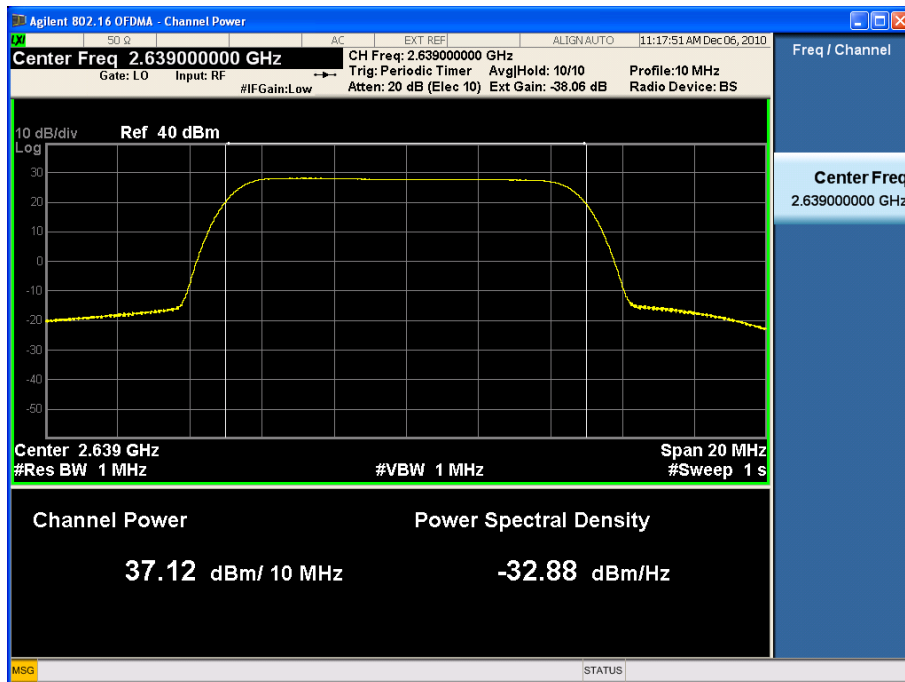 Agilent 802.16 OFDMA - Channel Power
LXI 50 Ω AC EXT REF ALIGN AUTO 11:17:51 AM Dec 06, 2010
Center Freq 2.639000000 GHz
Gate: LO Input: RF
#IFGain:Low
CH Freq: 2.639000000 GHz
Trig: Periodic Timer Avg|Hold: 10/10 Profile:10 MHz
Atten: 20 dB (Elec 10) Ext Gain: -38.06 dB Radio Device: BS
Freq / Channel
Center Freq
2.639000000 GHz
10 dB/div Ref 40 dBm
Log
30
20
10
0
-10
-20
-30
-40
-50
Center 2.639 GHz Span 20 MHz
#Res BW 1 MHz #VBW 1 MHz #Sweep 1 s
Channel Power Power Spectral Density
37.12 dBm/ 10 MHz -32.88 dBm/Hz
MSG STATUS